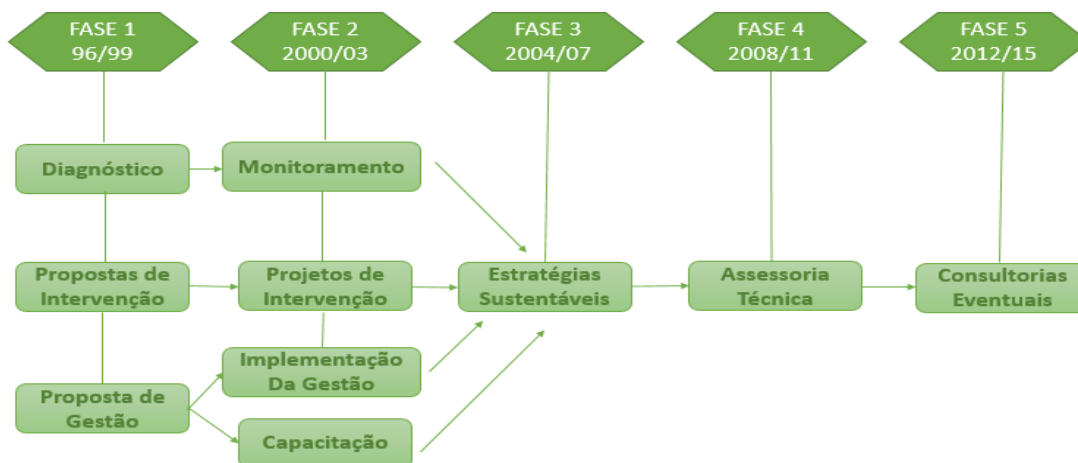 FASE 1
96/99
FASE 2
2000/03
FASE 3
2004/07
FASE 4
2008/11
FASE 5
2012/15
Diagnóstico
Monitoramento
Propostas de
Intervenção
Projetos de
Intervenção
Estratégias
Sustentáveis
Assessoria
Técnica
Consultorias
Eventuais
Implementação
Da Gestão
Proposta de
Gestão
Capacitação